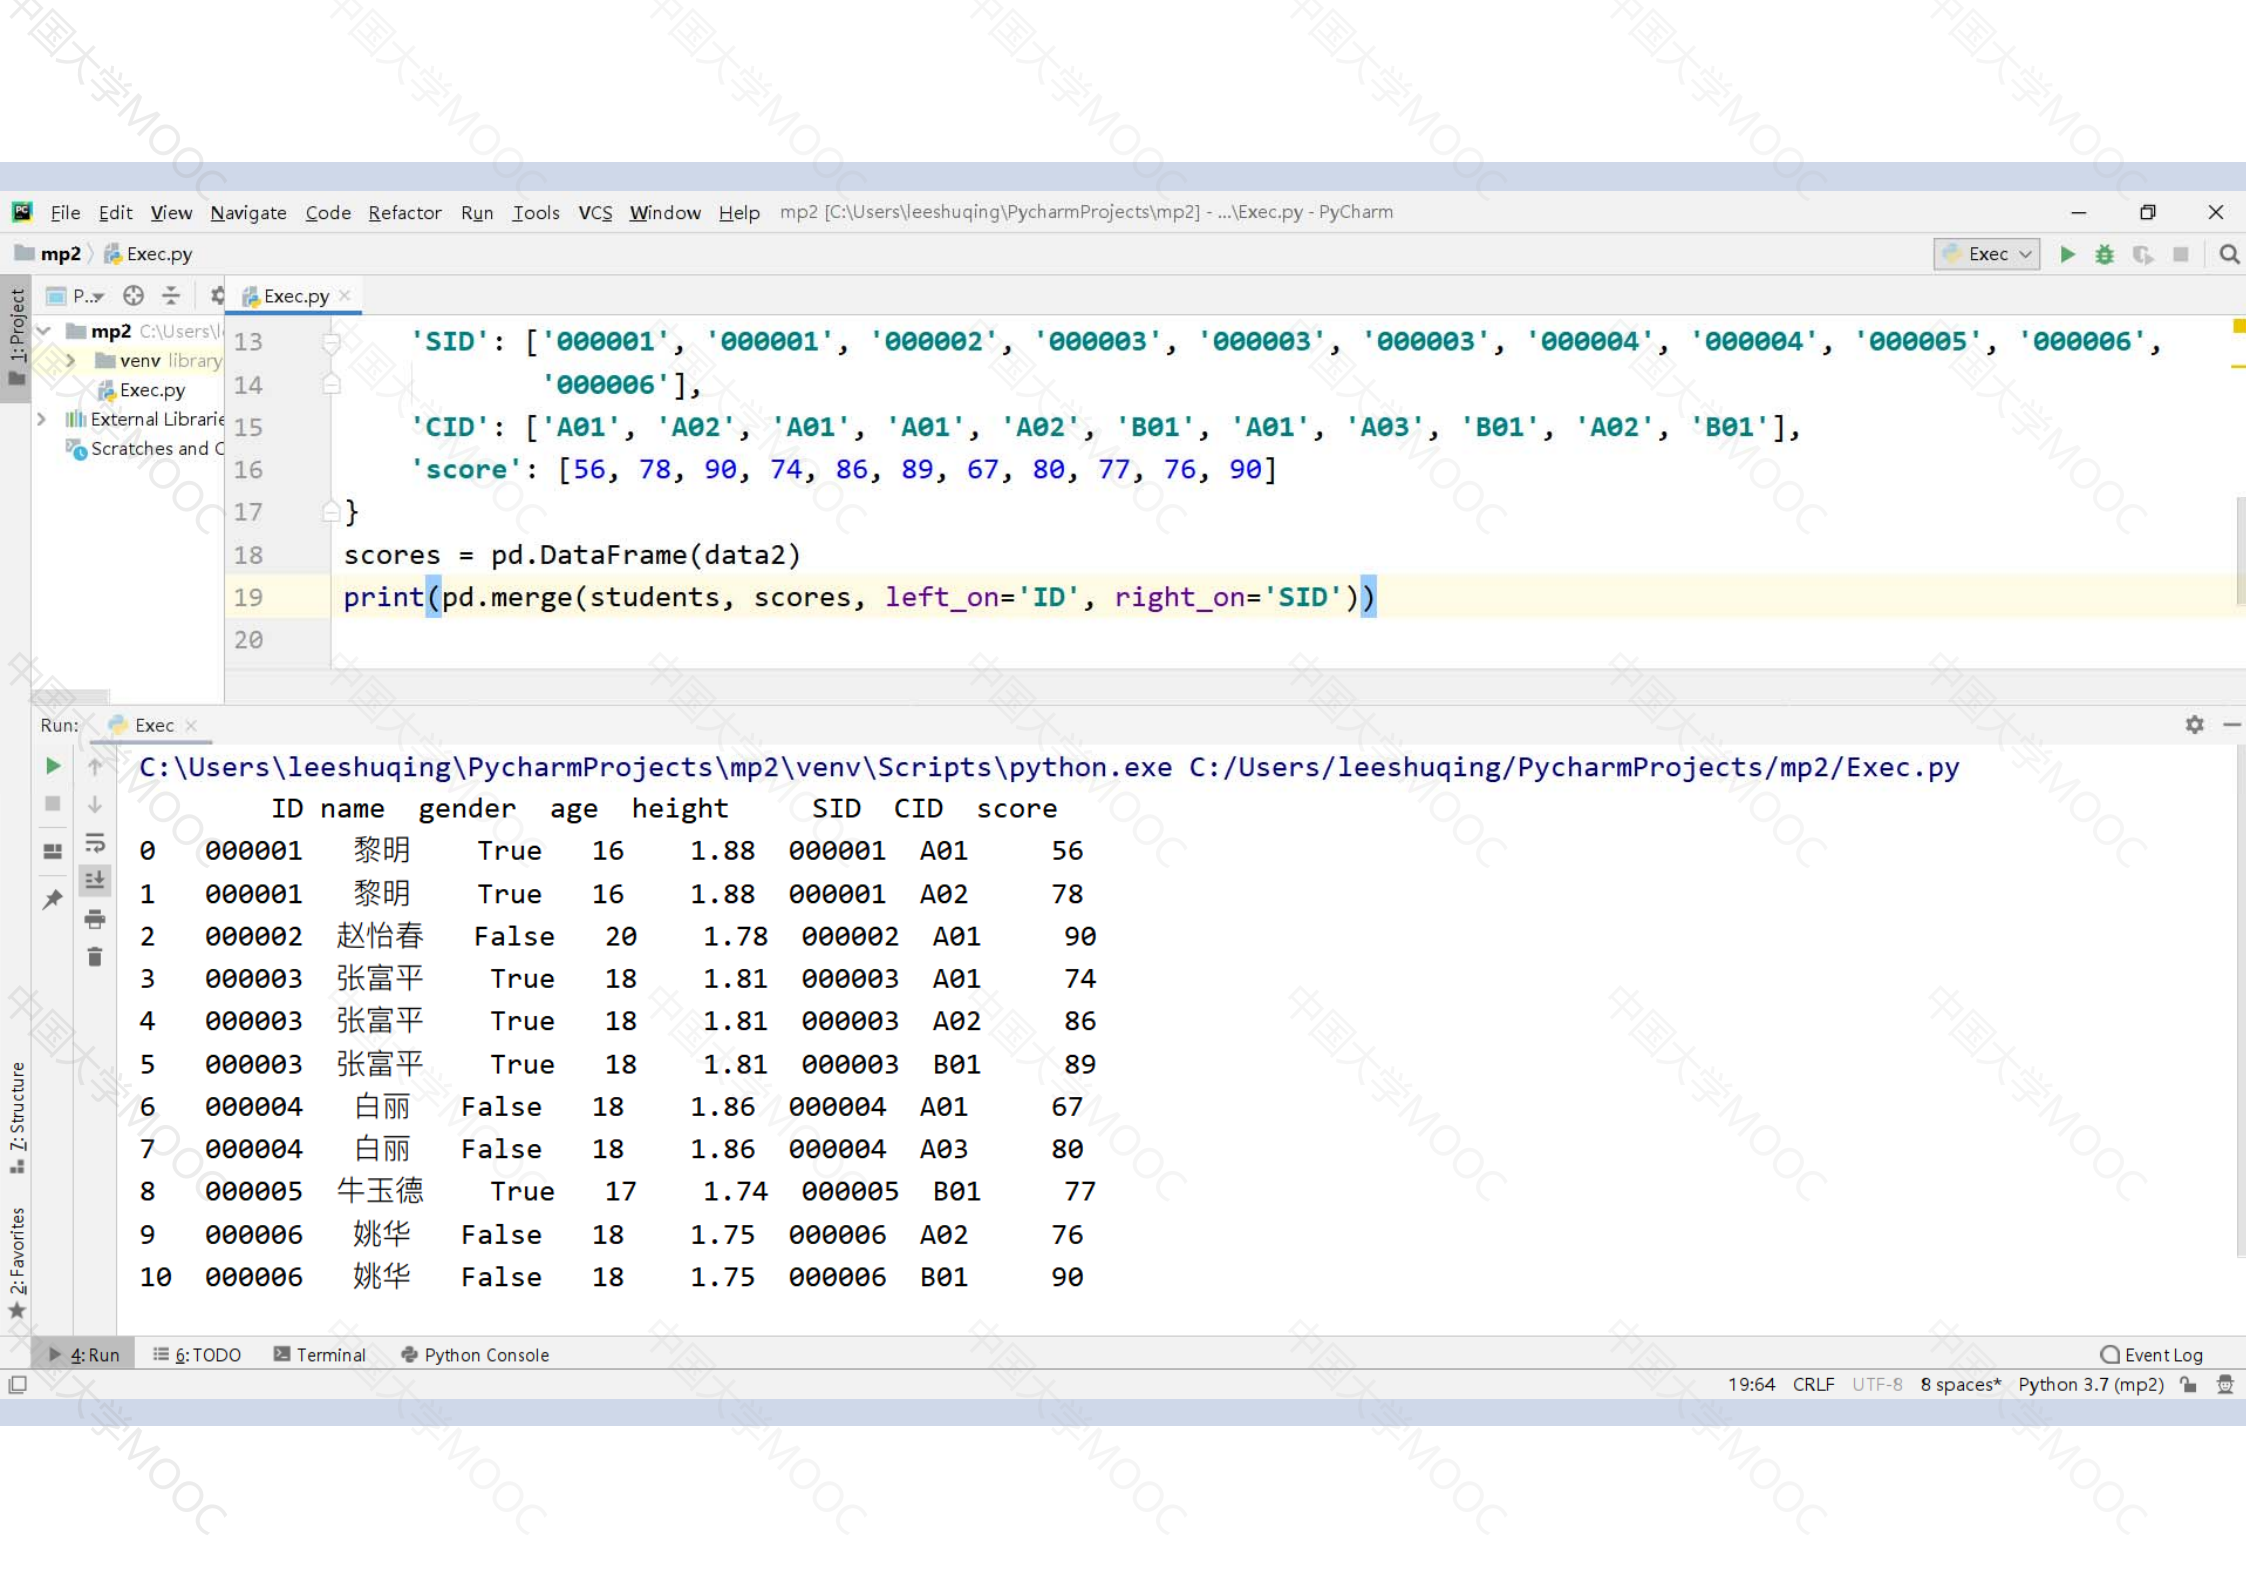 File Edit View Navigate Code Refactor Run Tools VCS Window Help mp2 [C:\Users\leeshuqing\PycharmProjects\mp2] - ...\Exec.py - PyCharm
mp2 Exec.py Exec
1: Project P.. Exec.py
mp2 C:\Users\l
venv library
Exec.py
External Librarie
Scratches and C
13 'SID': ['000001', '000001', '000002', '000003', '000003', '000003', '000004', '000004', '000005', '000006',
14 '000006'],
15 'CID': ['A01', 'A02', 'A01', 'A01', 'A02', 'B01', 'A01', 'A03', 'B01', 'A02', 'B01'],
16 'score': [56, 78, 90, 74, 86, 89, 67, 80, 77, 76, 90]
17 }
18 scores = pd.DataFrame(data2)
19 print(pd.merge(students, scores, left_on='ID', right_on='SID'))
20
Run: Exec
C:\Users\leeshuqing\PycharmProjects\mp2\venv\Scripts\python.exe C:/Users/leeshuqing/PycharmProjects/mp2/Exec.py
ID name gender age height SID CID score
0 000001 黎明 True 16 1.88 000001 A01 56
1 000001 黎明 True 16 1.88 000001 A02 78
2 000002 赵怡春 False 20 1.78 000002 A01 90
3 000003 张富平 True 18 1.81 000003 A01 74
4 000003 张富平 True 18 1.81 000003 A02 86
5 000003 张富平 True 18 1.81 000003 B01 89
6 000004 白丽 False 18 1.86 000004 A01 67
7 000004 白丽 False 18 1.86 000004 A03 80
8 000005 牛玉德 True 17 1.74 000005 B01 77
9 000006 姚华 False 18 1.75 000006 A02 76
10 000006 姚华 False 18 1.75 000006 B01 90
Z: Structure
2: Favorites
4: Run 6: TODO Terminal Python Console Event Log
19:64 CRLF UTF-8 8 spaces* Python 3.7 (mp2)
中国大学MOOC